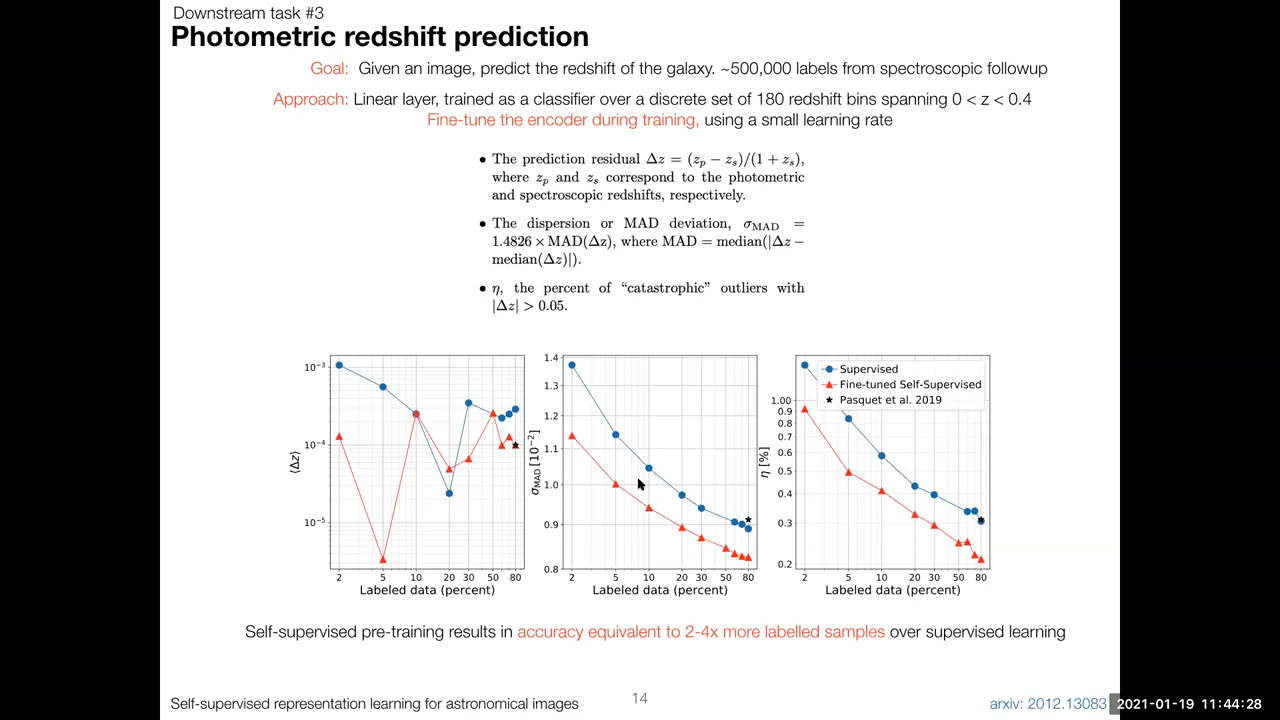 Downstream task #3
Photometric redshift prediction
Goal: Given an image, predict the redshift of the galaxy. ~500,000 labels from spectroscopic followup
Approach: Linear layer, trained as a classifier over a discrete set of 180 redshift bins spanning 0 < z < 0.4
Fine-tune the encoder during training, using a small learning rate
• The prediction residual Δz = (z_p − z_s)/(1 + z_s),
where z_p and z_s correspond to the photometric
and spectroscopic redshifts, respectively.
• The dispersion or MAD deviation, σ_MAD =
1.4826 × MAD(Δz), where MAD = median(|Δz −
median(Δz)|).
• η, the percent of “catastrophic” outliers with
|Δz| > 0.05.
⟨Δz⟩
10⁻³
10⁻⁴
10⁻⁵
2 5 10 20 30 50 80
Labeled data (percent)
σ_MAD [10⁻²]
1.4
1.3
1.2
1.1
1.0
0.9
0.8
2 5 10 20 30 50 80
Labeled data (percent)
η [%]
1.00
0.9
0.8
0.7
0.6
0.5
0.4
0.3
0.2
Supervised
Fine-tuned Self-Supervised
Pasquet et al. 2019
2 5 10 20 30 50 80
Labeled data (percent)
Self-supervised pre-training results in accuracy equivalent to 2-4x more labelled samples over supervised learning
Self-supervised representation learning for astronomical images
14
arxiv: 2012.13083
2021-01-19 11:44:28